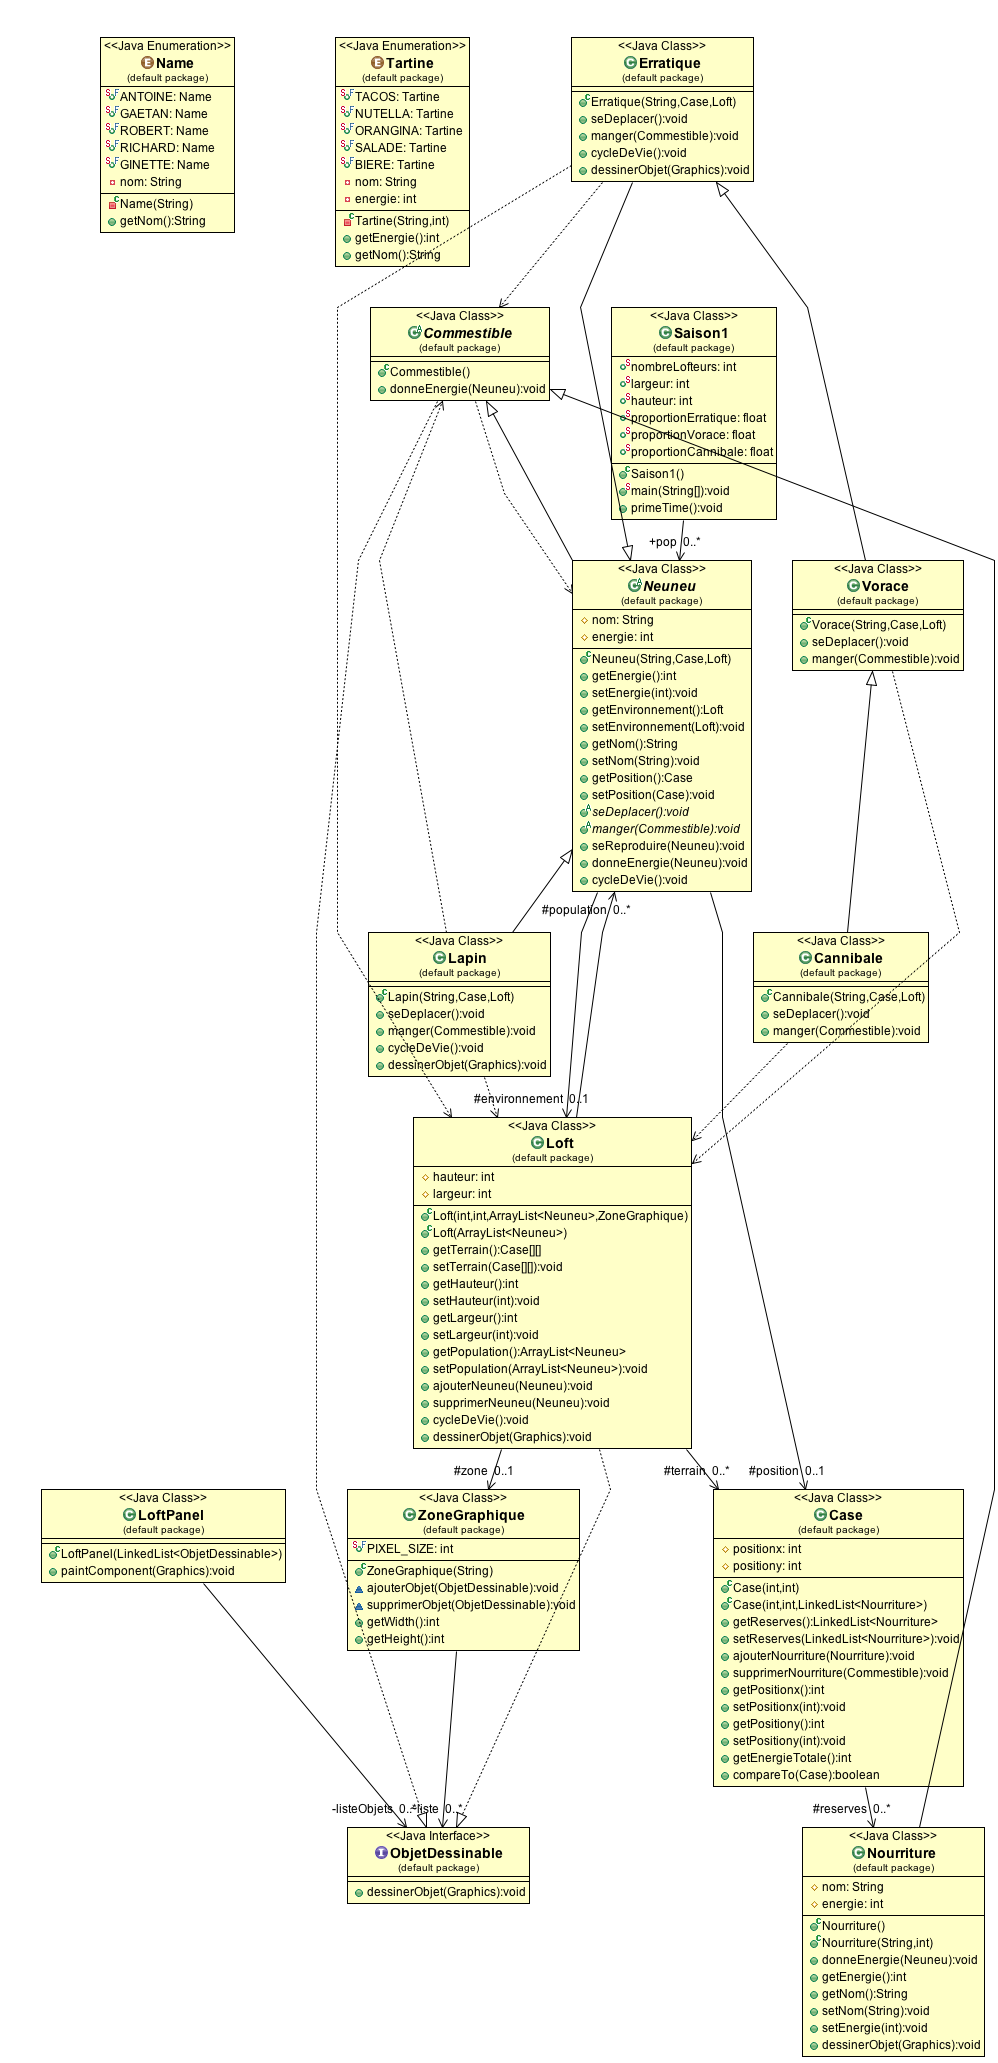 <<Java Enumeration>>
Name
(default package)
ANTOINE: Name
GAETAN: Name
ROBERT: Name
RICHARD: Name
GINETTE: Name
nom: String
Name(String)
getNom():String
<<Java Enumeration>>
Tartine
(default package)
TACOS: Tartine
NUTELLA: Tartine
ORANGINA: Tartine
SALADE: Tartine
BIERE: Tartine
nom: String
energie: int
Tartine(String,int)
getEnergie():int
getNom():String
<<Java Class>>
Erratique
(default package)
Erratique(String,Case,Loft)
seDeplacer():void
manger(Commestible):void
cycleDeVie():void
dessinerObjet(Graphics):void
<<Java Class>>
Commestible
(default package)
Commestible()
donneEnergie(Neuneu):void
<<Java Class>>
Saison1
(default package)
nombreLofteurs: int
largeur: int
hauteur: int
proportionErratique: float
proportionVorace: float
proportionCannibale: float
Saison1()
main(String[]):void
primeTime():void
+pop 0..*
<<Java Class>>
Neuneu
(default package)
nom: String
energie: int
Neuneu(String,Case,Loft)
getEnergie():int
setEnergie(int):void
getEnvironnement():Loft
setEnvironnement(Loft):void
getNom():String
setNom(String):void
getPosition():Case
setPosition(Case):void
seDeplacer():void
manger(Commestible):void
seReproduire(Neuneu):void
donneEnergie(Neuneu):void
cycleDeVie():void
<<Java Class>>
Vorace
(default package)
Vorace(String,Case,Loft)
seDeplacer():void
manger(Commestible):void
#population 0..*
<<Java Class>>
Lapin
(default package)
Lapin(String,Case,Loft)
seDeplacer():void
manger(Commestible):void
cycleDeVie():void
dessinerObjet(Graphics):void
<<Java Class>>
Cannibale
(default package)
Cannibale(String,Case,Loft)
seDeplacer():void
manger(Commestible):void
#environnement 0..1
<<Java Class>>
Loft
(default package)
hauteur: int
largeur: int
Loft(int,int,ArrayList<Neuneu>,ZoneGraphique)
Loft(ArrayList<Neuneu>)
getTerrain():Case[][]
setTerrain(Case[][]):void
getHauteur():int
setHauteur(int):void
getLargeur():int
setLargeur(int):void
getPopulation():ArrayList<Neuneu>
setPopulation(ArrayList<Neuneu>):void
ajouterNeuneu(Neuneu):void
supprimerNeuneu(Neuneu):void
cycleDeVie():void
dessinerObjet(Graphics):void
#zone 0..1
#terrain 0..*
#position 0..1
<<Java Class>>
LoftPanel
(default package)
LoftPanel(LinkedList<ObjetDessinable>)
paintComponent(Graphics):void
<<Java Class>>
ZoneGraphique
(default package)
PIXEL_SIZE: int
ZoneGraphique(String)
ajouterObjet(ObjetDessinable):void
supprimerObjet(ObjetDessinable):void
getWidth():int
getHeight():int
<<Java Class>>
Case
(default package)
positionx: int
positiony: int
Case(int,int)
Case(int,int,LinkedList<Nourriture>)
getReserves():LinkedList<Nourriture>
setReserves(LinkedList<Nourriture>):void
ajouterNourriture(Nourriture):void
supprimerNourriture(Commestible):void
getPositionx():int
setPositionx(int):void
getPositiony():int
setPositiony(int):void
getEnergieTotale():int
compareTo(Case):boolean
-listeObjets 0..*
liste 0..*
#reserves 0..*
<<Java Interface>>
ObjetDessinable
(default package)
dessinerObjet(Graphics):void
<<Java Class>>
Nourriture
(default package)
nom: String
energie: int
Nourriture()
Nourriture(String,int)
donneEnergie(Neuneu):void
getEnergie():int
getNom():String
setNom(String):void
setEnergie(int):void
dessinerObjet(Graphics):void